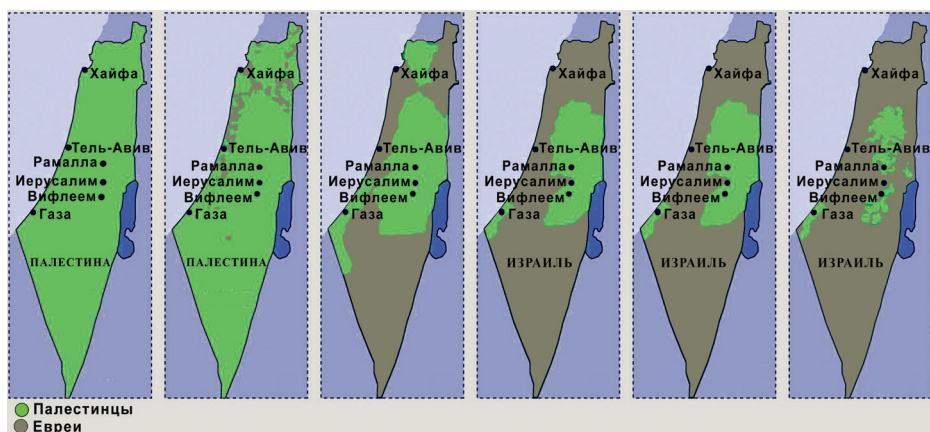 Хайфа
Тель-Авив
Рамалла
Иерусалим
Вифлеем
Газа
ПАЛЕСТИНА
Хайфа
Тель-Авив
Рамалла
Иерусалим
Вифлеем
Газа
ПАЛЕСТИНА
Хайфа
Тель-Авив
Рамалла
Иерусалим
Вифлеем
Газа
Хайфа
Тель-Авив
Рамалла
Иерусалим
Вифлеем
Газа
ИЗРАИЛЬ
Хайфа
Тель-Авив
Рамалла
Иерусалим
Вифлеем
Газа
ИЗРАИЛЬ
Хайфа
Тель-Авив
Рамалла
Иерусалим
Вифлеем
Газа
ИЗРАИЛЬ
Палестинцы
Евреи